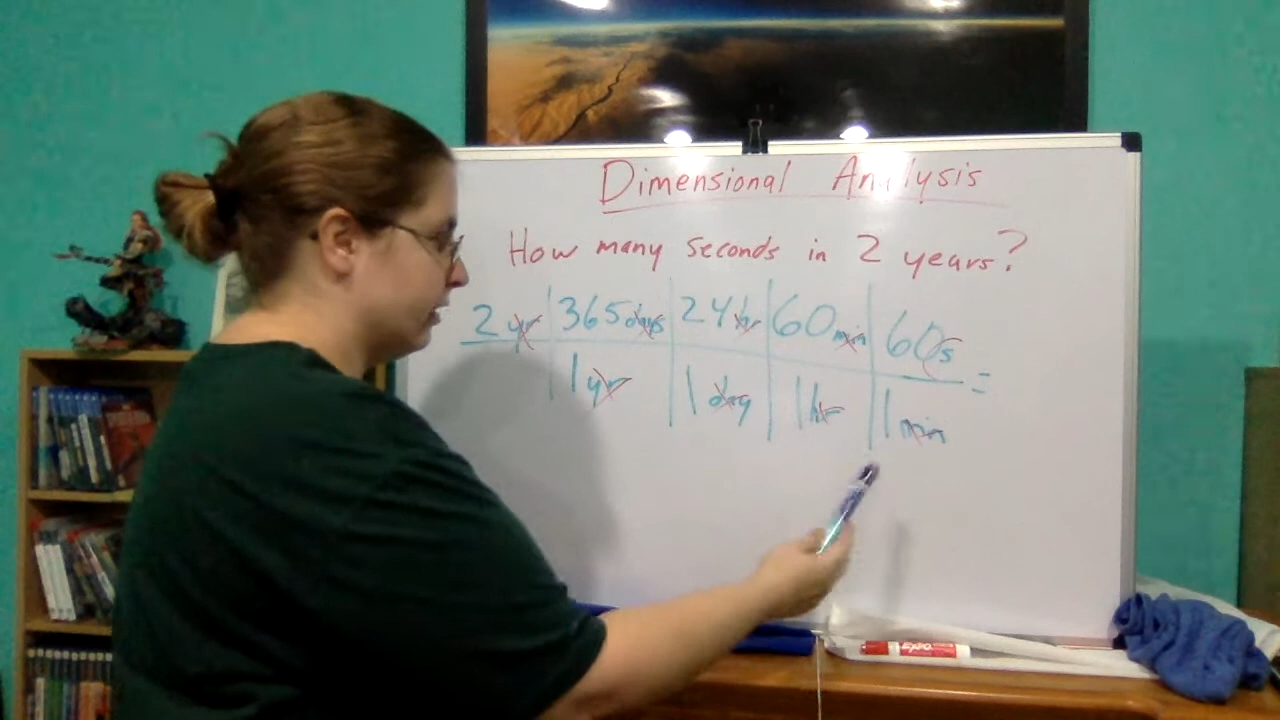 Dimensional Analysis
How many seconds in 2 years?
2 yr 365 days 24 hr 60 min 60 s =
1 yr 1 day 1 hr 1 min
EXPO